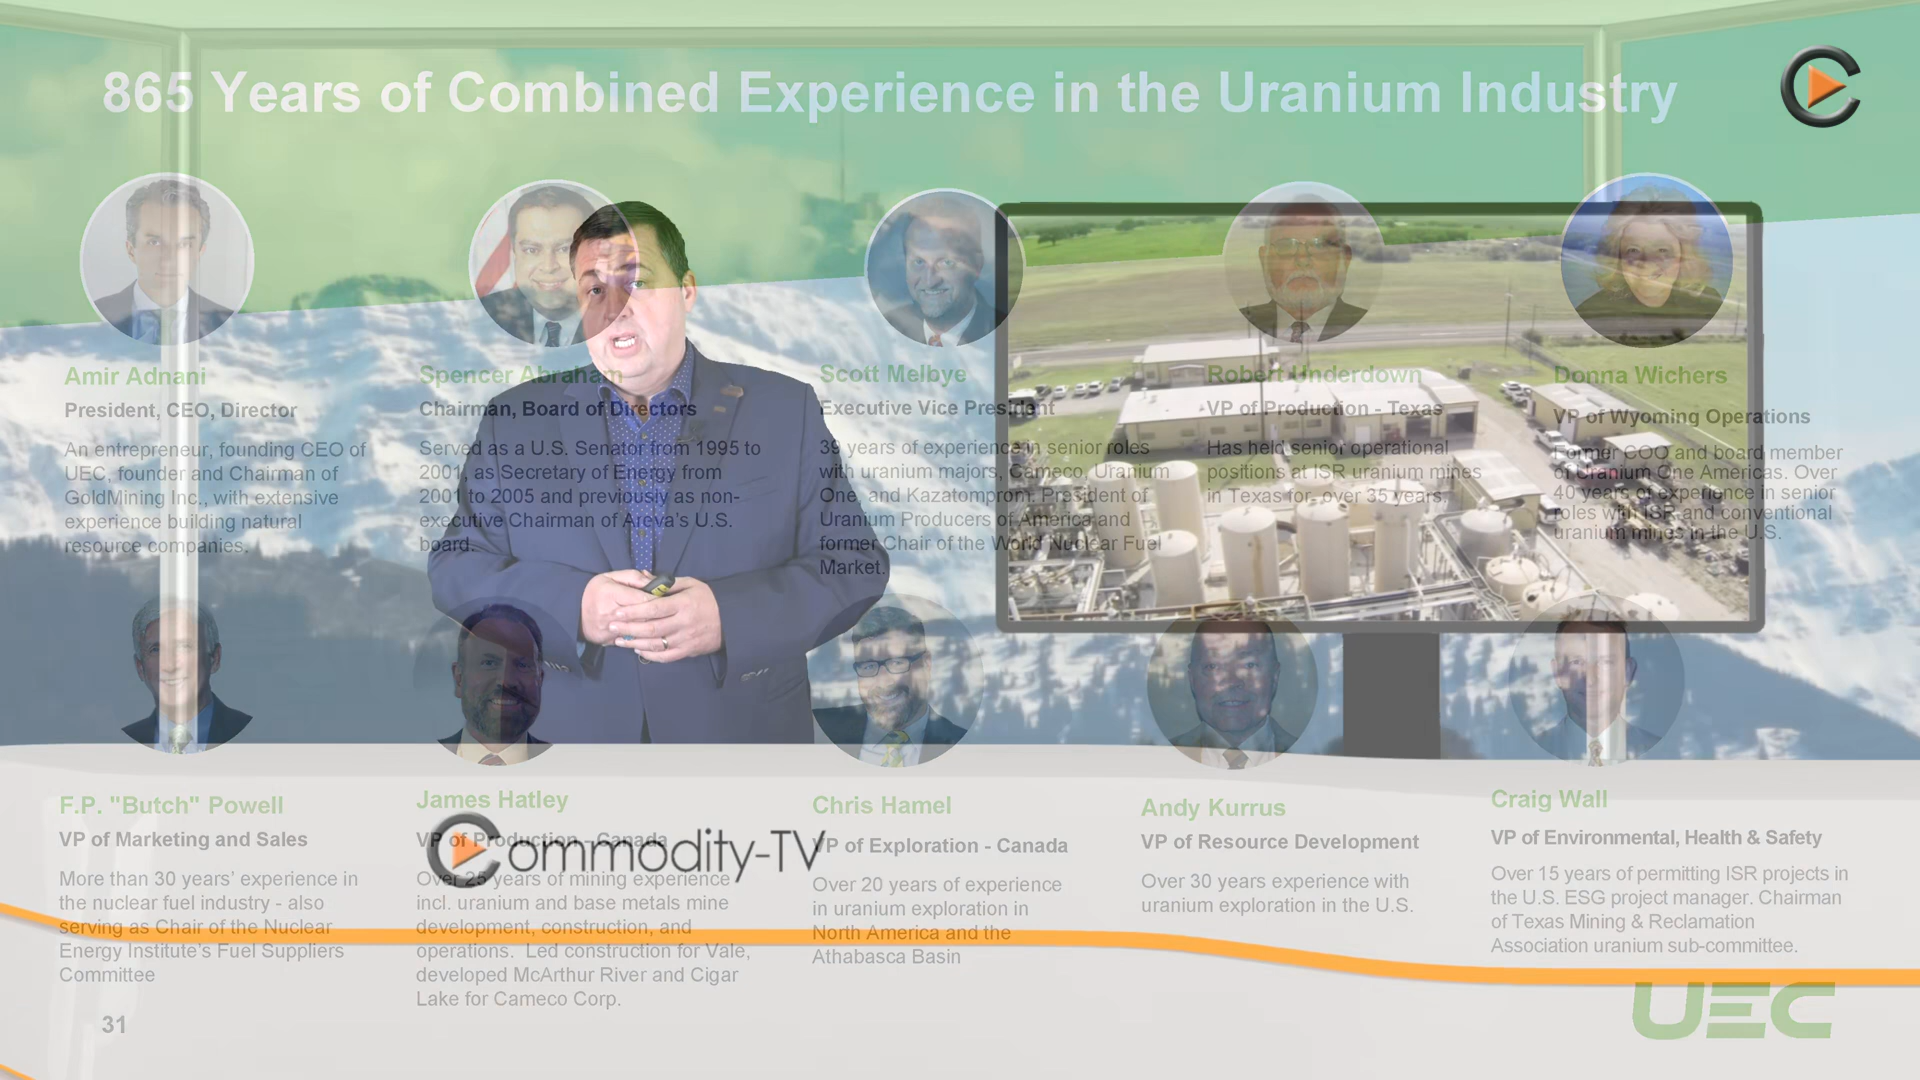 865 Years of Combined Experience in the Uranium Industry
Amir Adnani
President, CEO, Director
An entrepreneur, founding CEO of
UEC, founder and Chairman of
GoldMining Inc., with extensive
experience building natural
resource companies.
Spencer Abraham
Chairman, Board of Directors
Served as a U.S. Senator from 1995 to
2001, as Secretary of Energy from
2001 to 2005 and previously as non-
executive Chairman of Areva's U.S.
board.
Scott Melbye
Executive Vice President
39 years of experience in senior roles
with uranium majors, Cameco, Uranium
One, and Kazatomprom. President of
Uranium Producers of America and
former Chair of the World Nuclear Fuel
Market.
Robert Underdown
VP of Production - Texas
Has held senior operational
positions at ISR uranium mines
in Texas for over 35 years.
Donna Wichers
VP of Wyoming Operations
Former COO and board member
of Uranium One Americas. Over
40 years of experience in senior
roles with ISR and conventional
uranium mines in the U.S.
F.P. "Butch" Powell
VP of Marketing and Sales
More than 30 years' experience in
the nuclear fuel industry - also
serving as Chair of the Nuclear
Energy Institute's Fuel Suppliers
Committee
James Hatley
VP of Production - Canada
Over 25 years of mining experience
incl. uranium and base metals mine
development, construction, and
operations. Led construction for Vale,
developed McArthur River and Cigar
Lake for Cameco Corp.
Commodity-TV
Chris Hamel
VP of Exploration - Canada
Over 20 years of experience
in uranium exploration in
North America and the
Athabasca Basin
Andy Kurrus
VP of Resource Development
Over 30 years experience with
uranium exploration in the U.S.
Craig Wall
VP of Environmental, Health & Safety
Over 15 years of permitting ISR projects in
the U.S. ESG project manager. Chairman
of Texas Mining & Reclamation
Association uranium sub-committee.
31
UEC